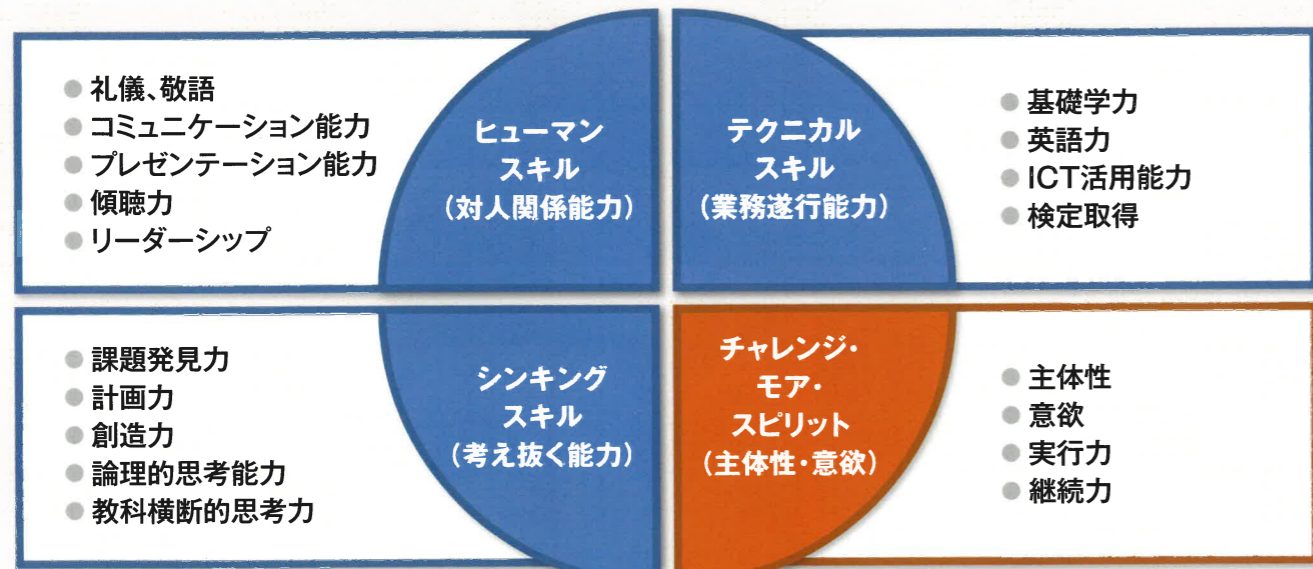 礼儀、敬語
コミュニケーション能力
プレゼンテーション能力
傾聴力
リーダーシップ
ヒューマン
スキル
(対人関係能力)
テクニカル
スキル
(業務遂行能力)
基礎学力
英語力
ICT活用能力
検定取得
課題発見力
計画力
創造力
論理的思考能力
教科横断的思考力
シンキング
スキル
(考え抜く能力)
チャレンジ・
モア・
スピリット
(主体性・意欲)
主体性
意欲
実行力
継続力